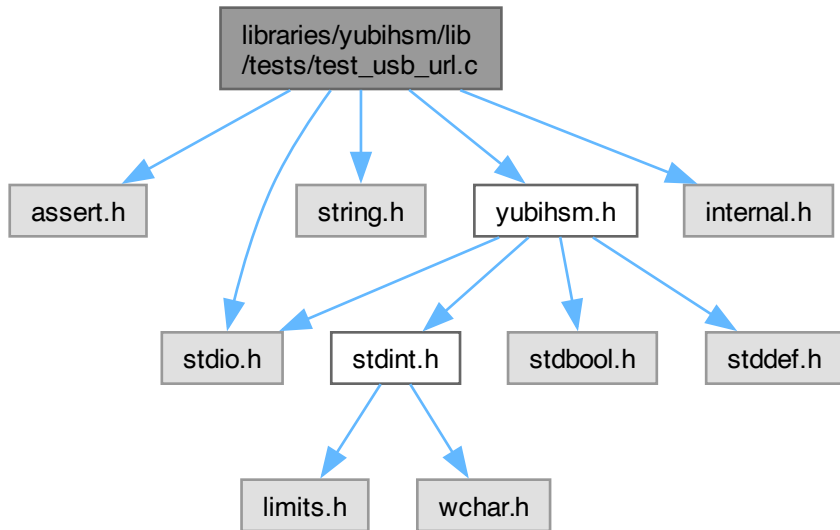 libraries/yubihsm/lib
/tests/test_usb_url.c
assert.h
string.h
yubihsm.h
internal.h
stdio.h
stdint.h
stdbool.h
stddef.h
limits.h
wchar.h